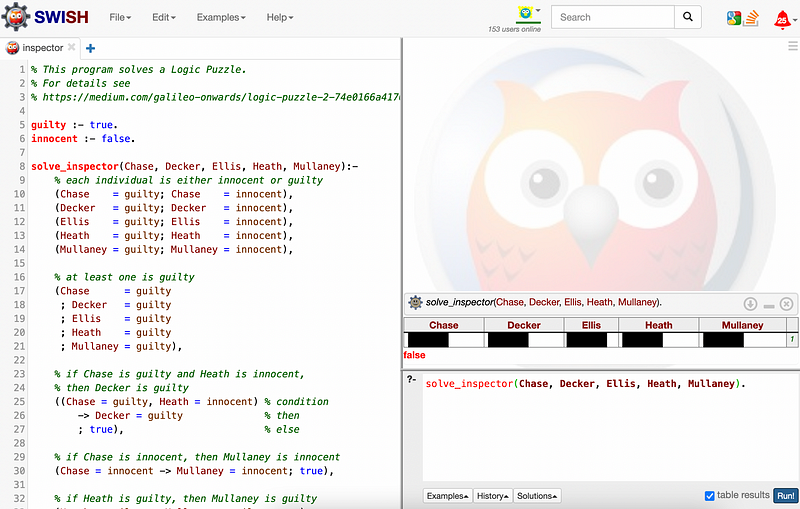 SWISH File Edit Examples Help 153 users online Search 25
inspector
1 % This program solves a Logic Puzzle.
2 % For details see
3 % https://medium.com/galileo-onwards/logic-puzzle-2-74e0166a417
4
5 guilty :- true.
6 innocent :- false.
7
8 solve_inspector(Chase, Decker, Ellis, Heath, Mullaney):-
9 % each individual is either innocent or guilty
10 (Chase = guilty; Chase = innocent),
11 (Decker = guilty; Decker = innocent),
12 (Ellis = guilty; Ellis = innocent),
13 (Heath = guilty; Heath = innocent),
14 (Mullaney = guilty; Mullaney = innocent),
15
16 % at least one is guilty
17 (Chase = guilty
18 ; Decker = guilty
19 ; Ellis = guilty
20 ; Heath = guilty
21 ; Mullaney = guilty),
22
23 % if Chase is guilty and Heath is innocent,
24 % then Decker is guilty
25 ((Chase = guilty, Heath = innocent) % condition
26 -> Decker = guilty % then
27 ; true), % else
28
29 % if Chase is innocent, then Mullaney is innocent
30 (Chase = innocent -> Mullaney = innocent; true),
31
32 % if Heath is guilty, then Mullaney is guilty
solve_inspector(Chase, Decker, Ellis, Heath, Mullaney).
Chase Decker Ellis Heath Mullaney
1
false
?- solve_inspector(Chase, Decker, Ellis, Heath, Mullaney).
Examples History Solutions table results Run!